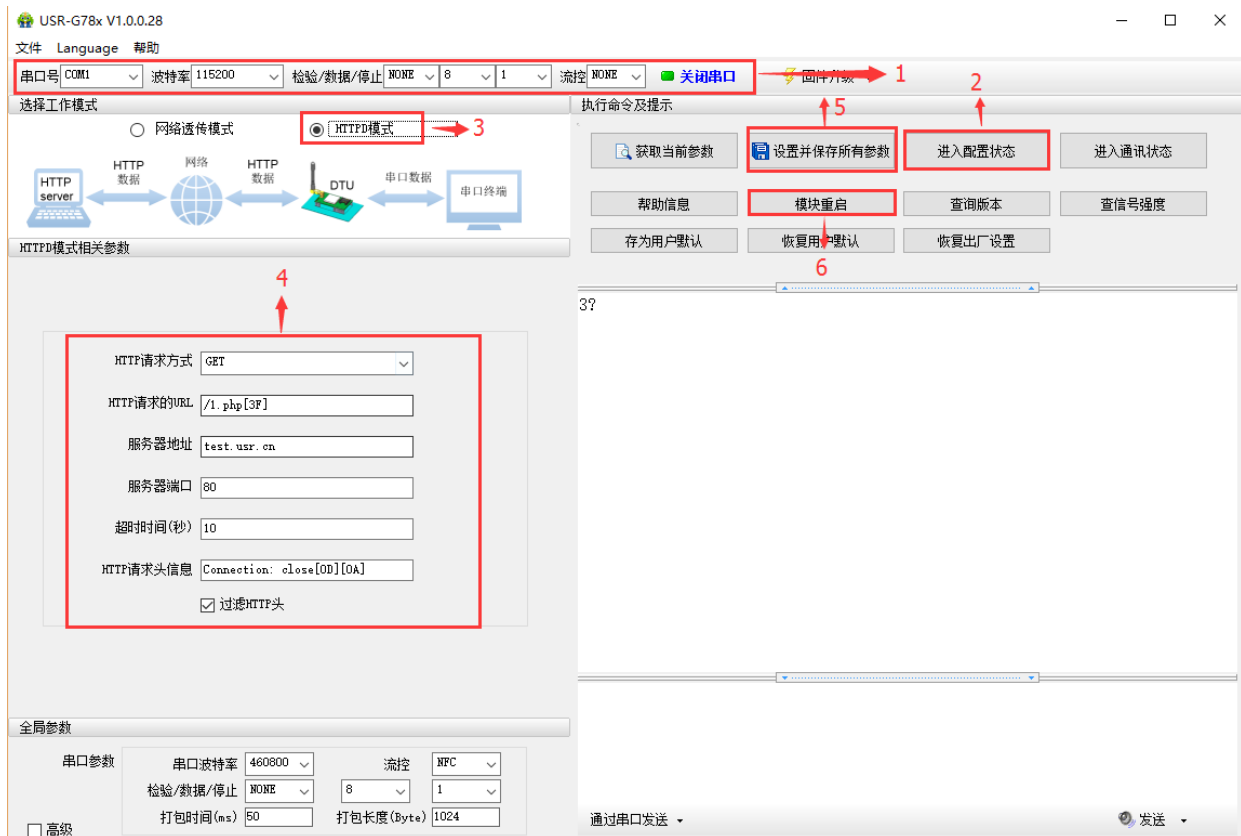 USR-G78x V1.0.0.28
文件 Language 帮助
串口号 COM1 波特率 115200 检验/数据/停止 NONE 8 1 流控 NONE 关闭串口 1 固件升级
选择工作模式
网络透传模式 HTTPD模式 3
HTTP server
HTTP 数据
网络
HTTP 数据
DTU
串口数据
串口终端
HTTPD模式相关参数
4
HTTP请求方式 GET
HTTP请求的URL /1.php[3F]
服务器地址 test.usr.cn
服务器端口 80
超时时间(秒) 10
HTTP请求头信息 Connection: close[0D][0A]
过滤HTTP头
全局参数
串口参数 串口波特率 460800 流控 NFC
检验/数据/停止 NONE 8 1
打包时间(ms) 50 打包长度(Byte) 1024
高级
执行命令及提示
5 2
获取当前参数 设置并保存所有参数 进入配置状态 进入通讯状态
帮助信息 模块重启 查询版本 查信号强度
存为用户默认 恢复用户默认 恢复出厂设置
6
3?
通过串口发送 发送